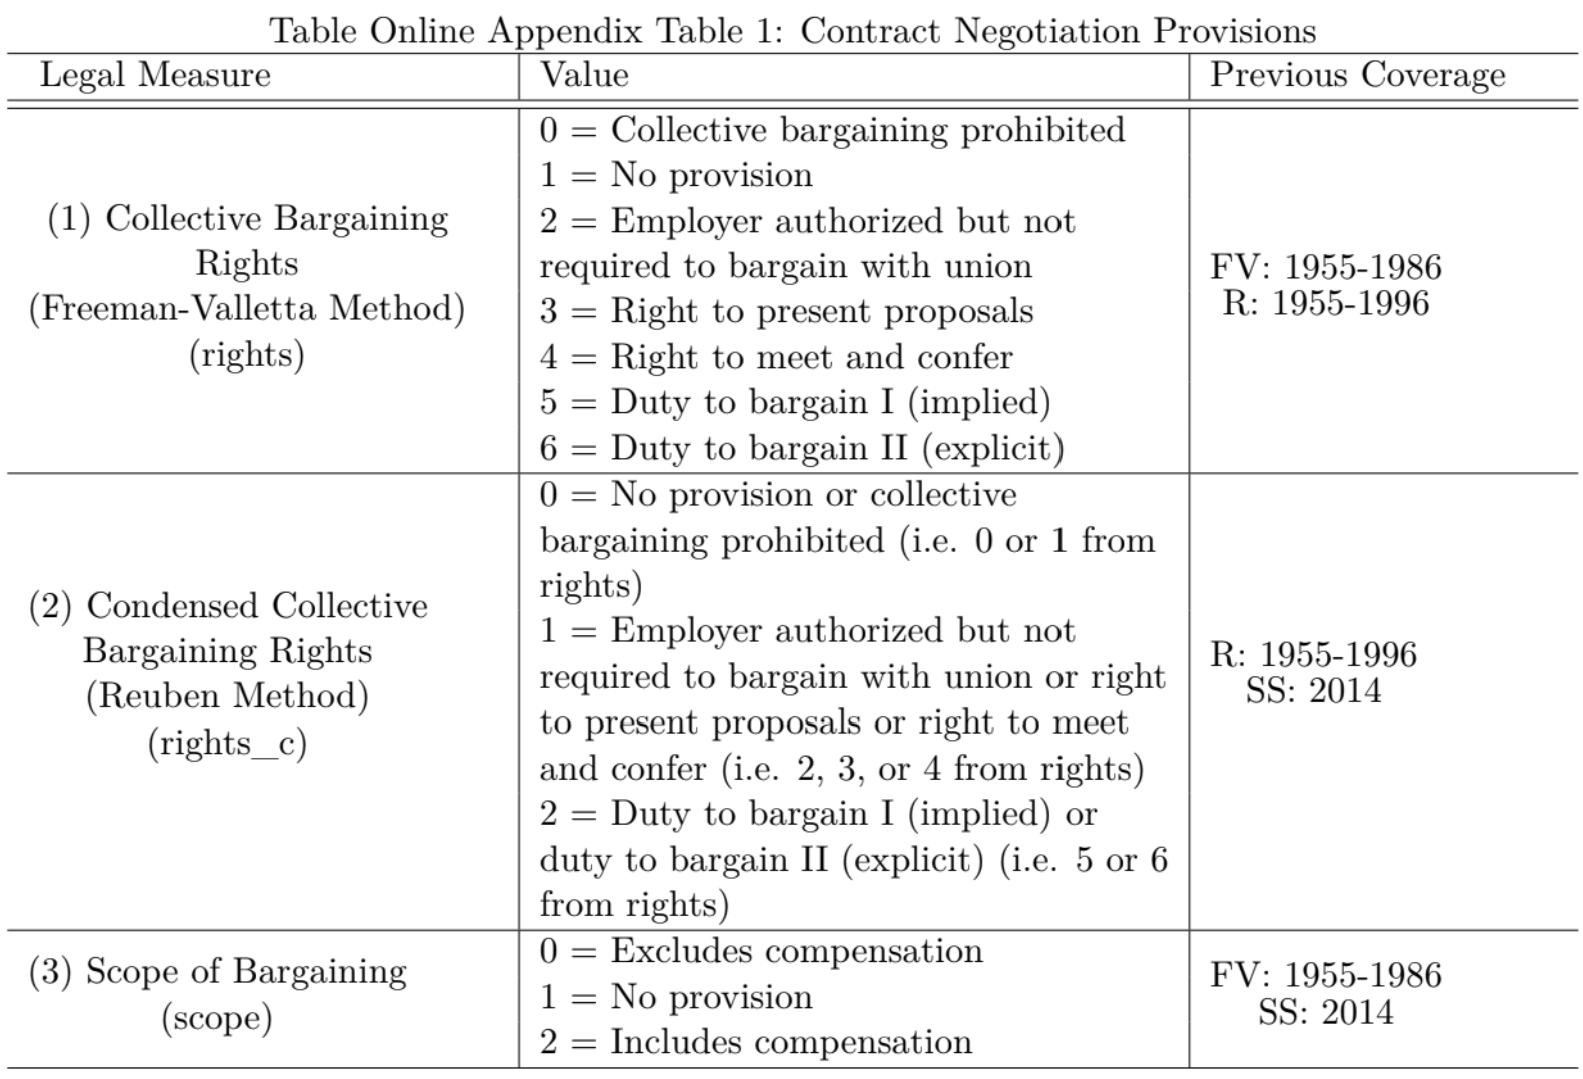 Table Online Appendix Table 1: Contract Negotiation Provisions
Legal Measure
Value
Previous Coverage
(1) Collective Bargaining
Rights
(Freeman-Valletta Method)
(rights)
0 = Collective bargaining prohibited
1 = No provision
2 = Employer authorized but not
required to bargain with union
3 = Right to present proposals
4 = Right to meet and confer
5 = Duty to bargain I (implied)
6 = Duty to bargain II (explicit)
FV: 1955-1986
R: 1955-1996
(2) Condensed Collective
Bargaining Rights
(Reuben Method)
(rights_c)
0 = No provision or collective
bargaining prohibited (i.e. 0 or 1 from
rights)
1 = Employer authorized but not
required to bargain with union or right
to present proposals or right to meet
and confer (i.e. 2, 3, or 4 from rights)
2 = Duty to bargain I (implied) or
duty to bargain II (explicit) (i.e. 5 or 6
from rights)
R: 1955-1996
SS: 2014
(3) Scope of Bargaining
(scope)
0 = Excludes compensation
1 = No provision
2 = Includes compensation
FV: 1955-1986
SS: 2014